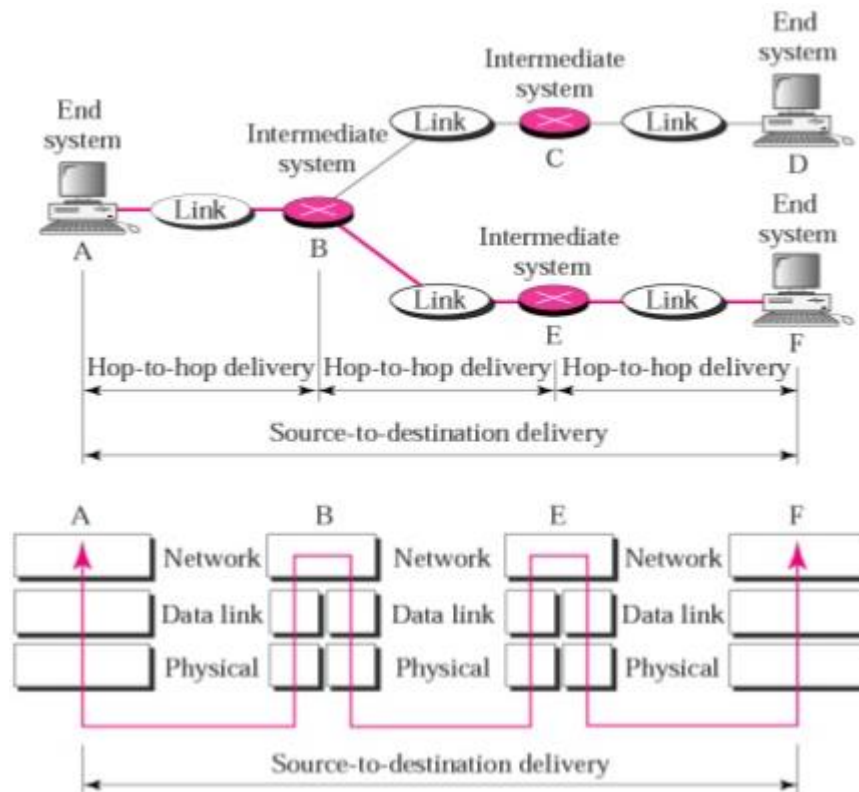 End
system
Intermediate
system
Link
Link
C
D
End
system
Intermediate
system
Link
A
B
End
system
Intermediate
system
Link
Link
E
F
Hop-to-hop delivery
Hop-to-hop delivery
Hop-to-hop delivery
Source-to-destination delivery
A
B
E
F
Network
Network
Network
Data link
Data link
Data link
Physical
Physical
Physical
Source-to-destination delivery